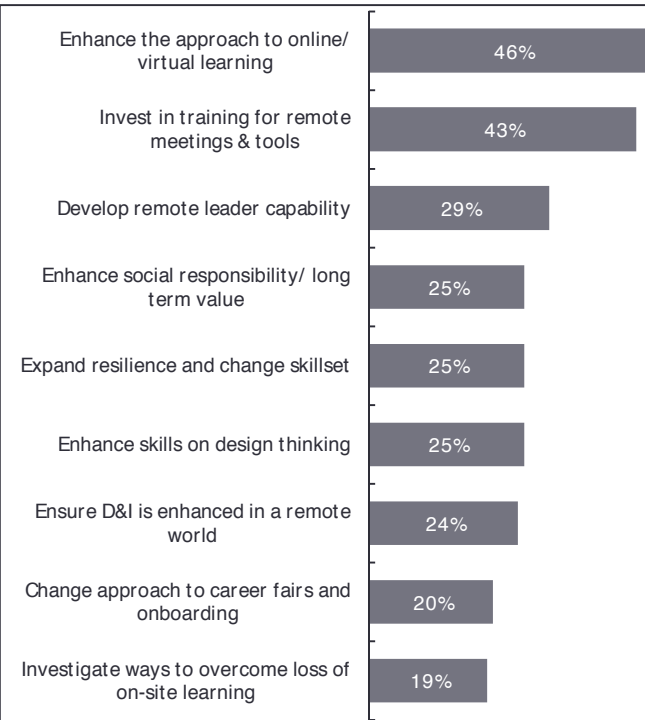 Enhance the approach to online/
virtual learning
46%
Invest in training for remote
meetings & tools
43%
Develop remote leader capability
29%
Enhance social responsibility/ long
term value
25%
Expand resilience and change skillset
25%
Enhance skills on design thinking
25%
Ensure D&I is enhanced in a remote
world
24%
Change approach to career fairs and
onboarding
20%
Investigate ways to overcome loss of
on-site learning
19%